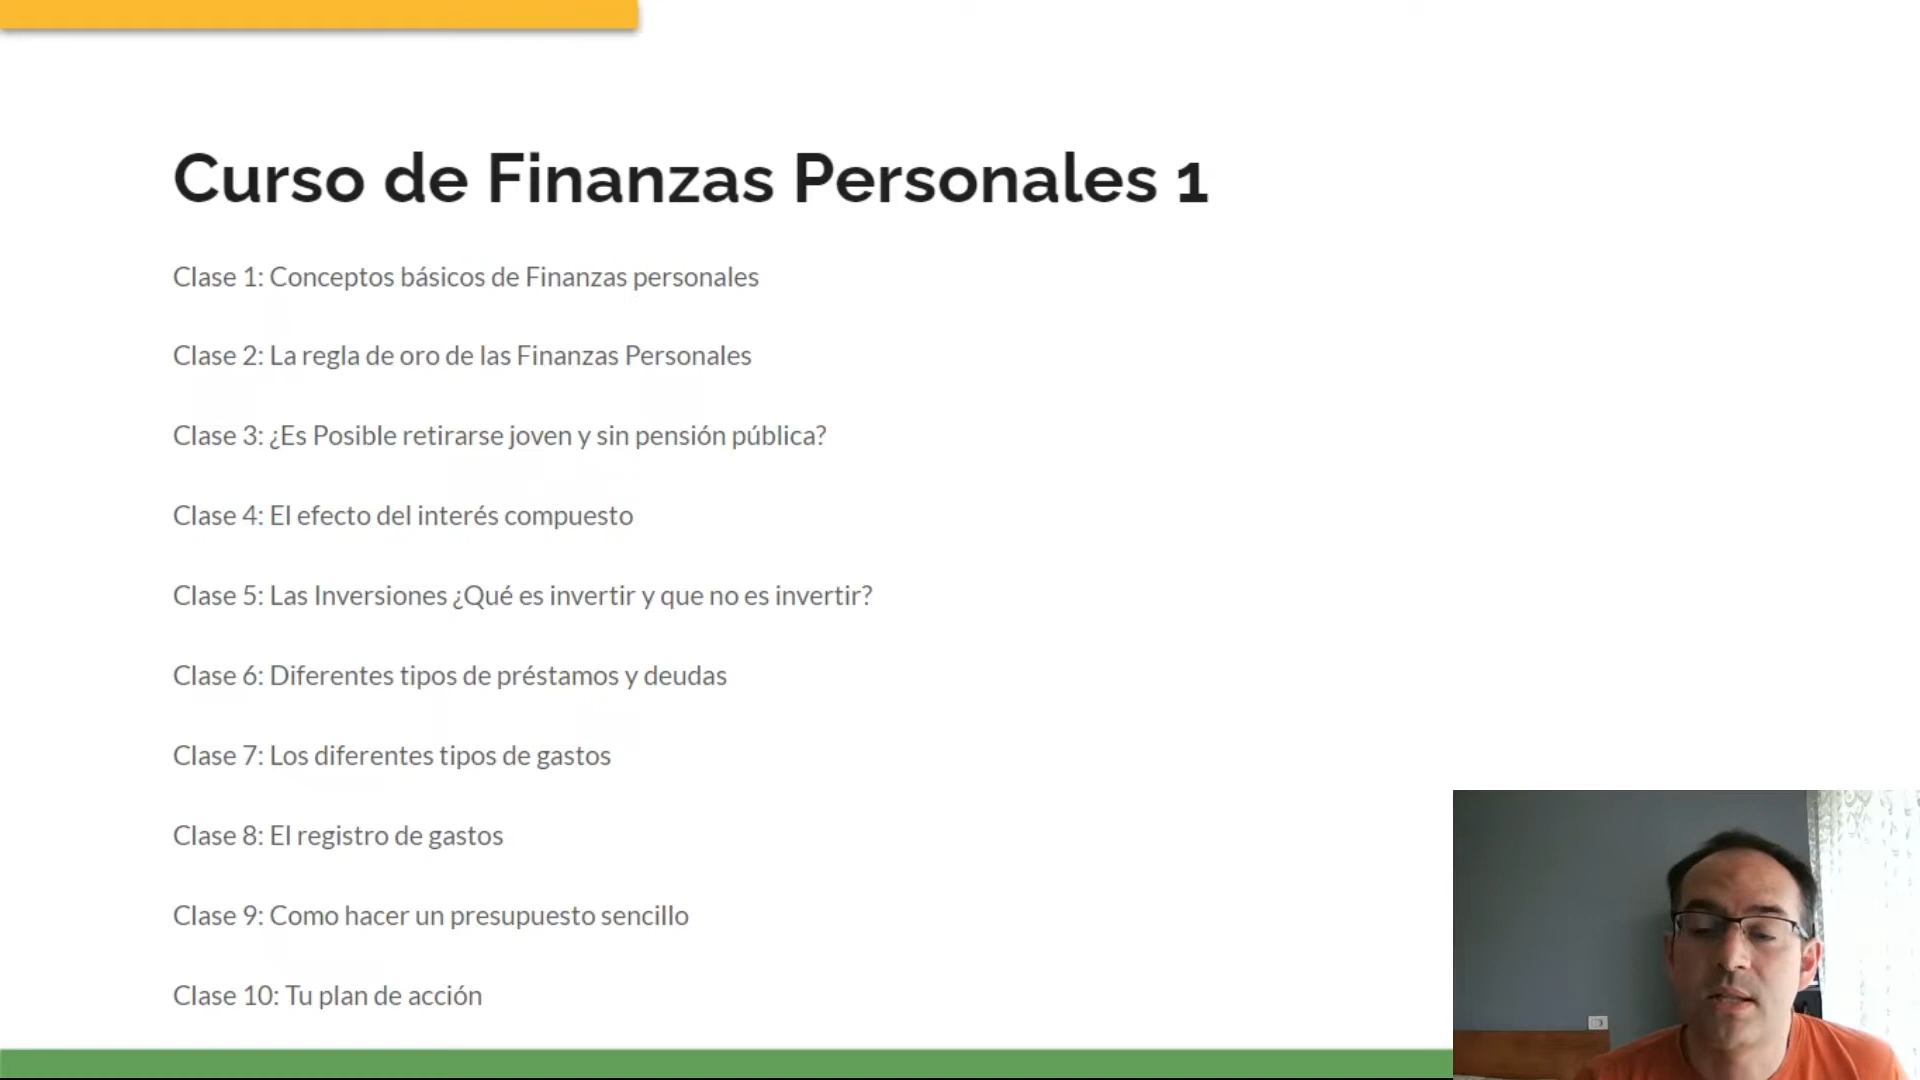 Curso de Finanzas Personales 1
Clase 1: Conceptos básicos de Finanzas personales
Clase 2: La regla de oro de las Finanzas Personales
Clase 3: ¿Es Posible retirarse joven y sin pensión pública?
Clase 4: El efecto del interés compuesto
Clase 5: Las Inversiones ¿Qué es invertir y que no es invertir?
Clase 6: Diferentes tipos de préstamos y deudas
Clase 7: Los diferentes tipos de gastos
Clase 8: El registro de gastos
Clase 9: Como hacer un presupuesto sencillo
Clase 10: Tu plan de acción